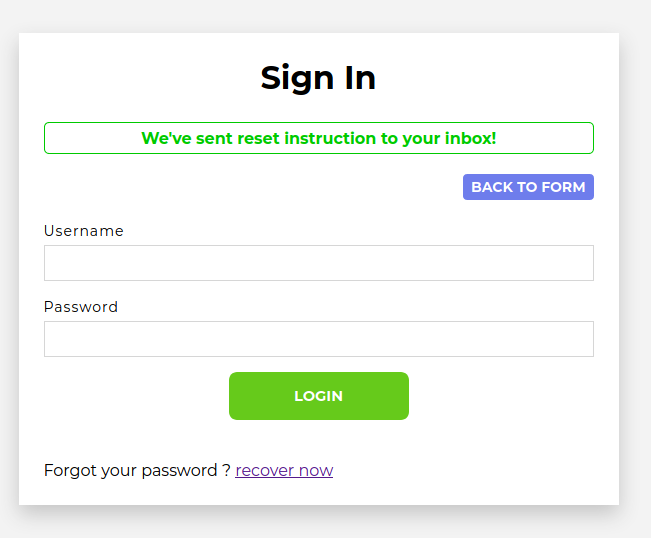 Sign In
We've sent reset instruction to your inbox!
BACK TO FORM
Username
Password
LOGIN
Forgot your password ? recover now